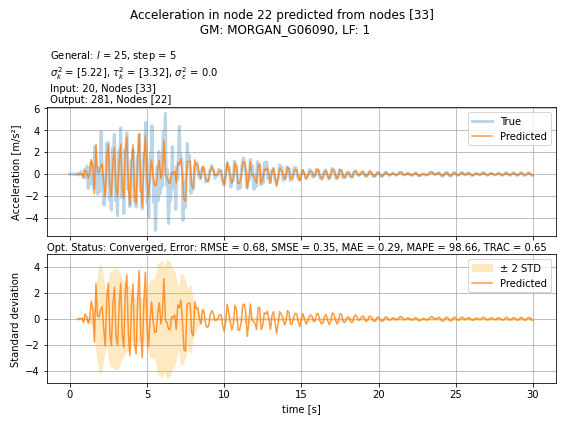 Acceleration in node 22 predicted from nodes [33]
GM: MORGAN_G06090, LF: 1
General: l = 25, step = 5
σ²ₖ = [5.22], τ²ₖ = [3.32], σ²ε = 0.0
Input: 20, Nodes [33]
Output: 281, Nodes [22]
6
4
2
0
−2
−4
Acceleration [m/s²]
True
Predicted
Opt. Status: Converged, Error: RMSE = 0.68, SMSE = 0.35, MAE = 0.29, MAPE = 98.66, TRAC = 0.65
4
2
0
−2
−4
Standard deviation
± 2 STD
Predicted
0 5 10 15 20 25 30
time [s]